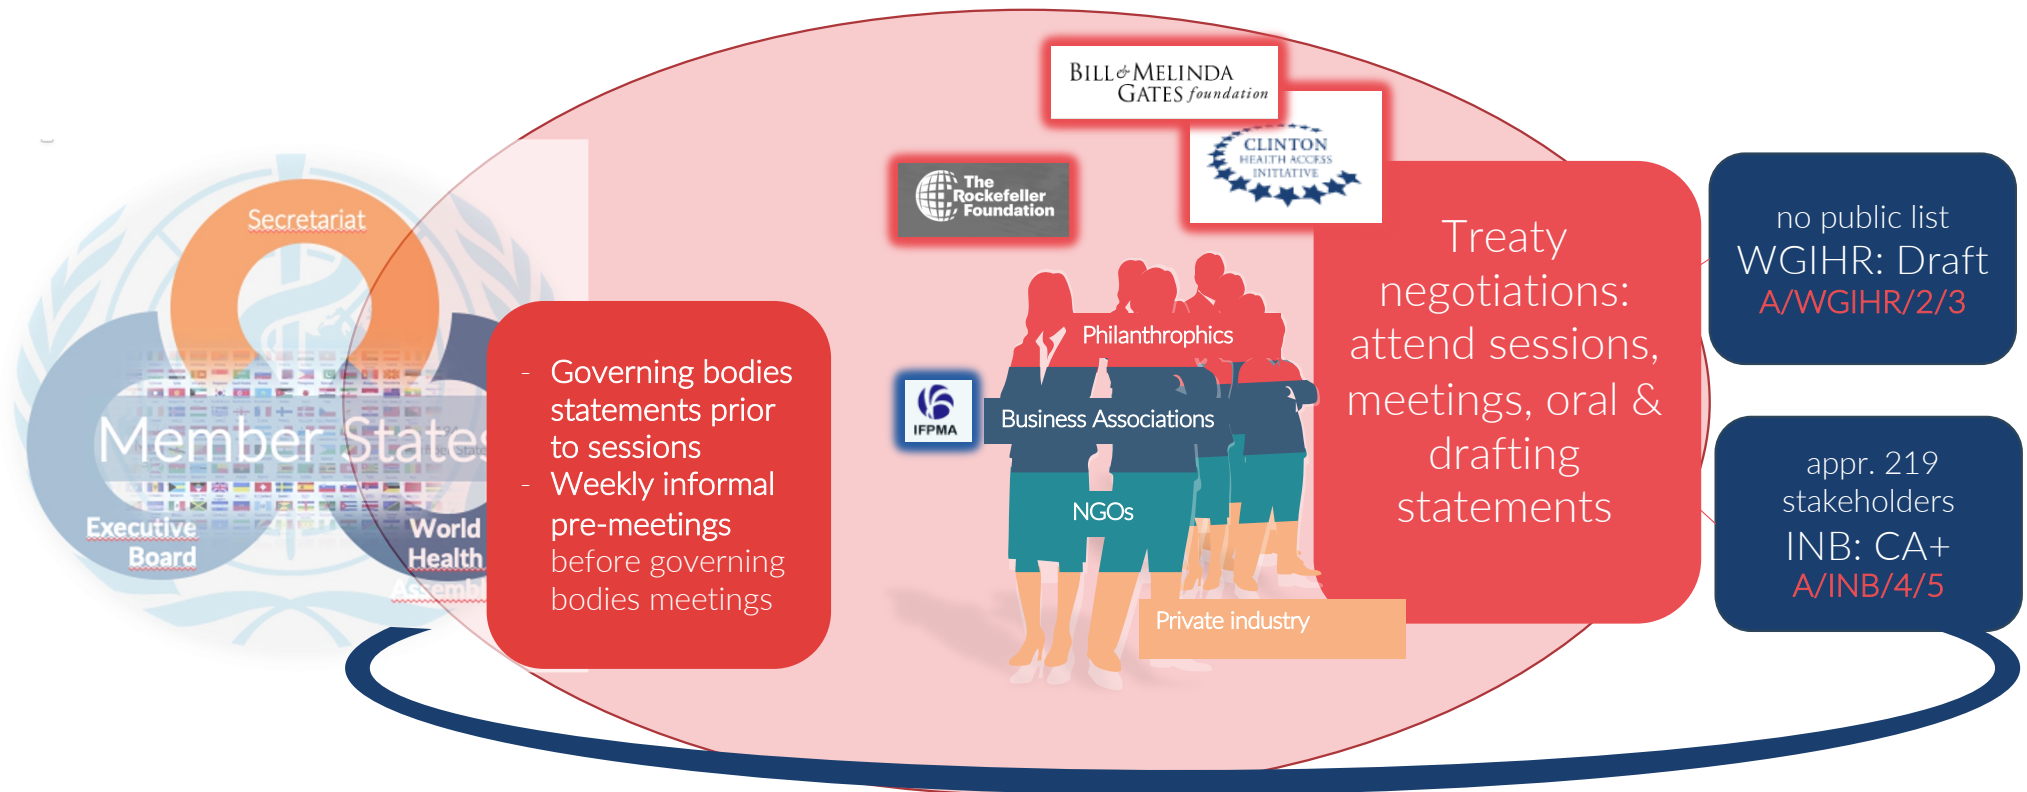 Secretariat
Member States
Executive
Board
World
Health
Assembl
- Governing bodies
statements prior
to sessions
- Weekly informal
pre-meetings
before governing
bodies meetings
BILL & MELINDA
GATES foundation
CLINTON
HEALTH ACCESS
INITIATIVE
The
Rockefeller
Foundation
IFPMA
Philanthrophics
Business Associations
NGOs
Private industry
Treaty
negotiations:
attend sessions,
meetings, oral &
drafting
statements
no public list
WGIHR: Draft
A/WGIHR/2/3
appr. 219
stakeholders
INB: CA+
A/INB/4/5